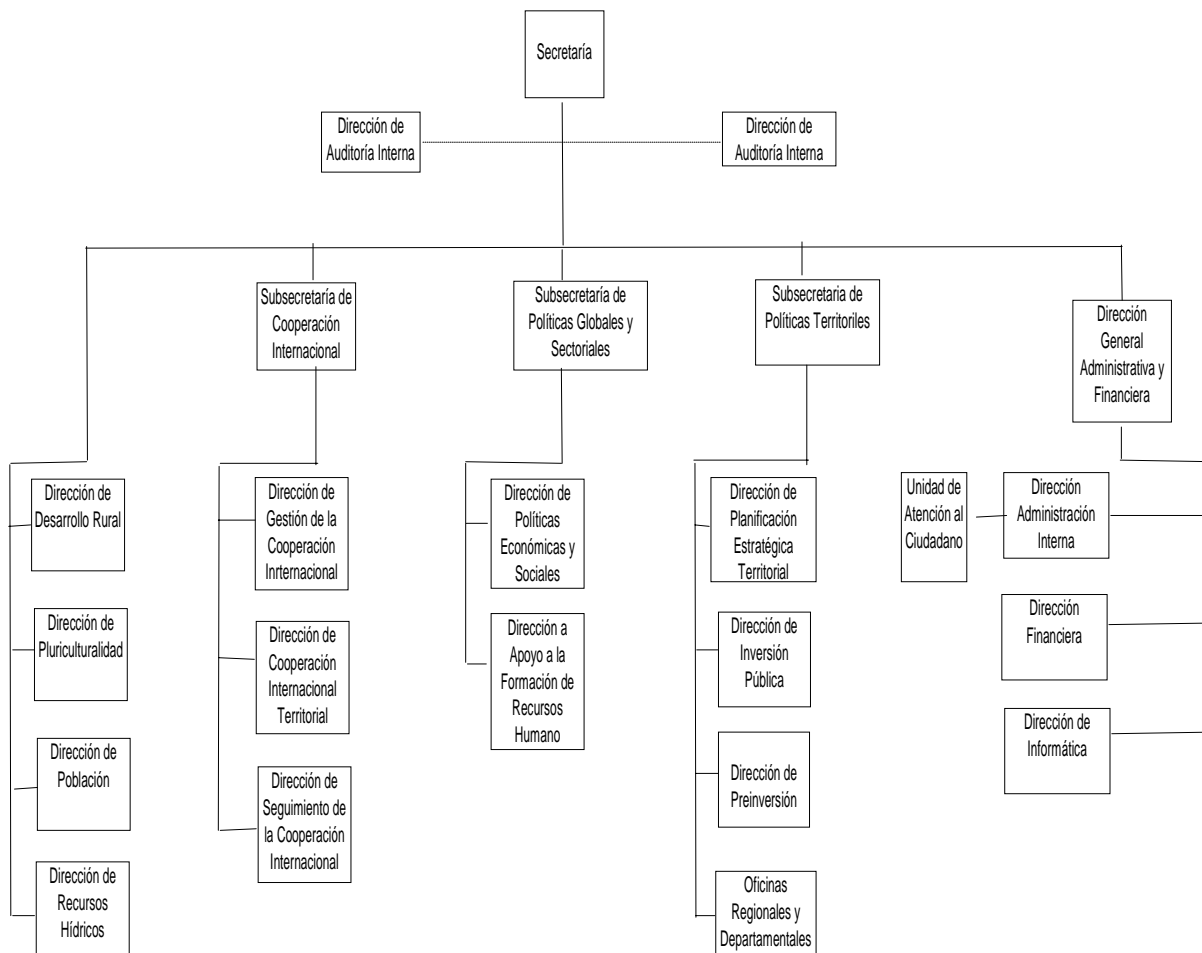 Secretaría
Dirección de
Auditoría Interna
Dirección de
Auditoría Interna
Subsecretaría de
Cooperación
Internacional
Subsecretaría de
Políticas Globales y
Sectoriales
Subsecretaria de
Políticas Territoriles
Dirección
General
Administrativa y
Financiera
Dirección de
Desarrollo Rural
Dirección de
Pluriculturalidad
Dirección de
Población
Dirección de
Recursos
Hídricos
Dirección de
Gestión de la
Cooperación
Inrternacional
Dirección de
Cooperación
Internacional
Territorial
Dirección de
Seguimiento de
la Cooperación
Internacional
Dirección de
Políticas
Económicas y
Sociales
Dirección a
Apoyo a la
Formación de
Recursos
Humano
Dirección de
Planificación
Estratégica
Territorial
Dirección de
Inversión
Pública
Dirección de
Preinversión
Oficinas
Regionales y
Departamentales
Unidad de
Atención al
Ciudadano
Dirección
Administración
Interna
Dirección
Financiera
Dirección de
Informática